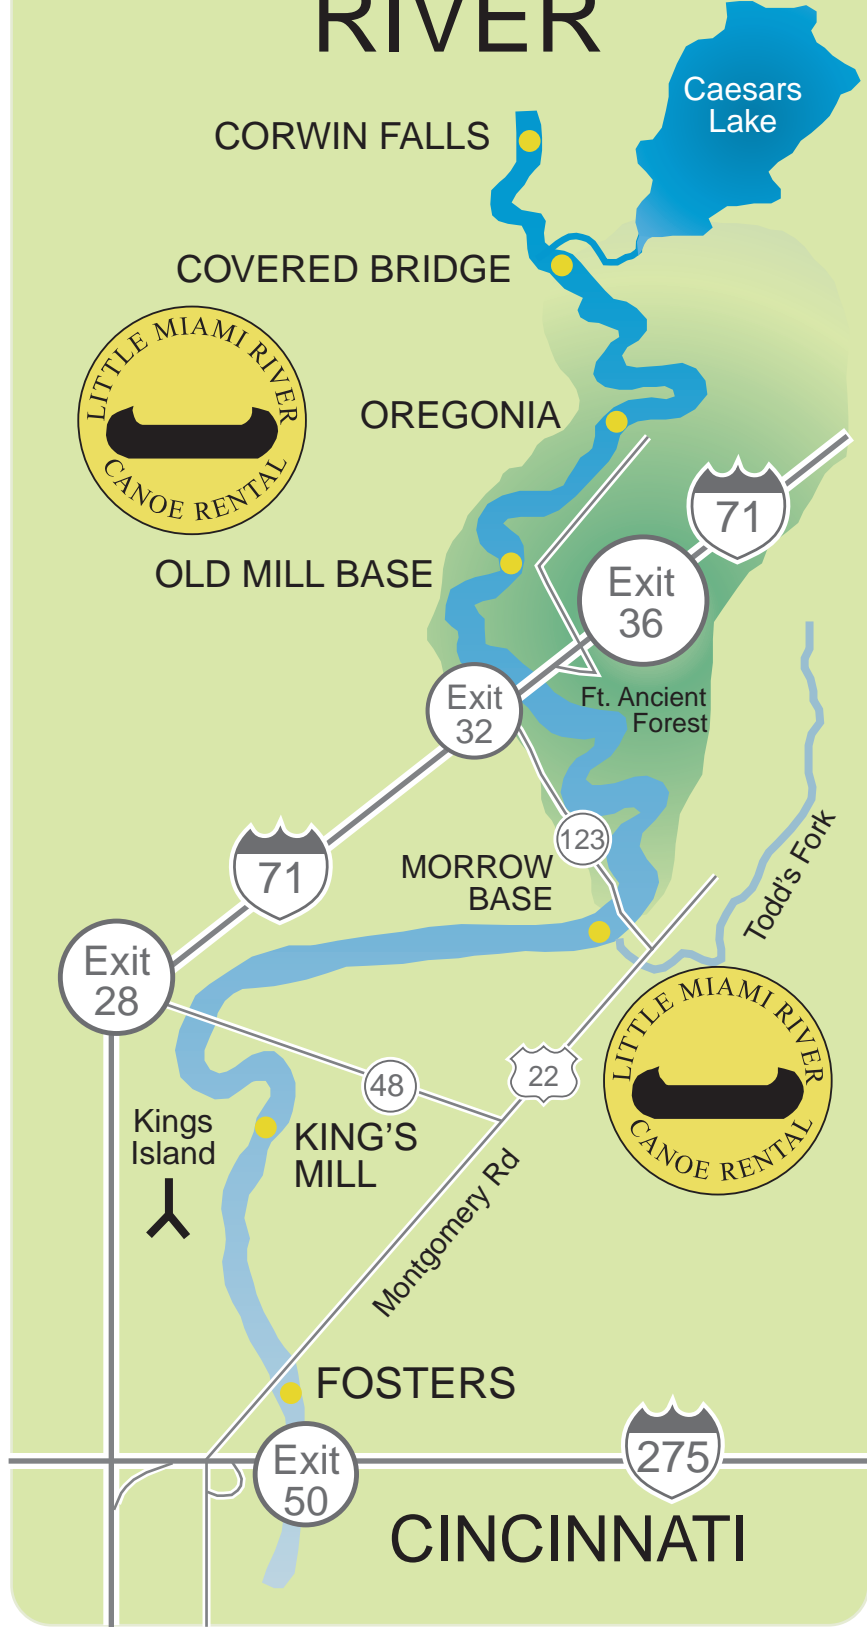 RIVER
Caesars
Lake
CORWIN FALLS
COVERED BRIDGE
LITTLE MIAMI RIVER
CANOE RENTAL
OREGONIA
71
OLD MILL BASE
Exit
36
Exit
32
Ft. Ancient
Forest
123
71
MORROW
BASE
Todd's Fork
Exit
28
LITTLE MIAMI RIVER
CANOE RENTAL
22
48
Kings
Island
KING'S
MILL
Montgomery Rd
FOSTERS
275
Exit
50
CINCINNATI